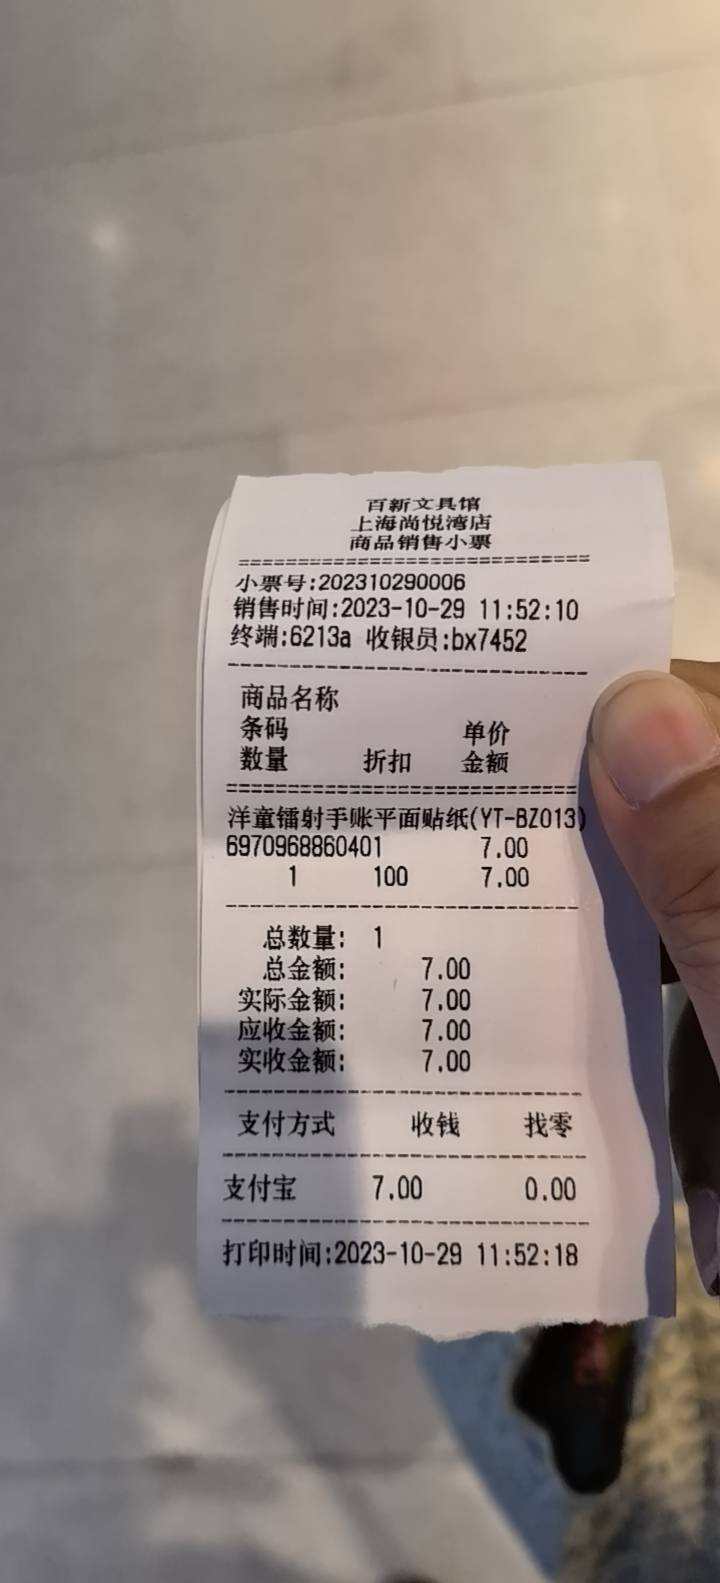 百新文具馆
上海尚悦湾店
商品销售小票
小票号:202310290006
销售时间:2023-10-29 11:52:10
终端:6213a 收银员:bx7452
商品名称
条码 单价
数量 折扣 金额
洋童镭射手账平面贴纸(YT-BZ013)
6970968860401 7.00
1 100 7.00
总数量: 1
总金额: 7.00
实际金额: 7.00
应收金额: 7.00
实收金额: 7.00
支付方式 收钱 找零
支付宝 7.00 0.00
打印时间:2023-10-29 11:52:18